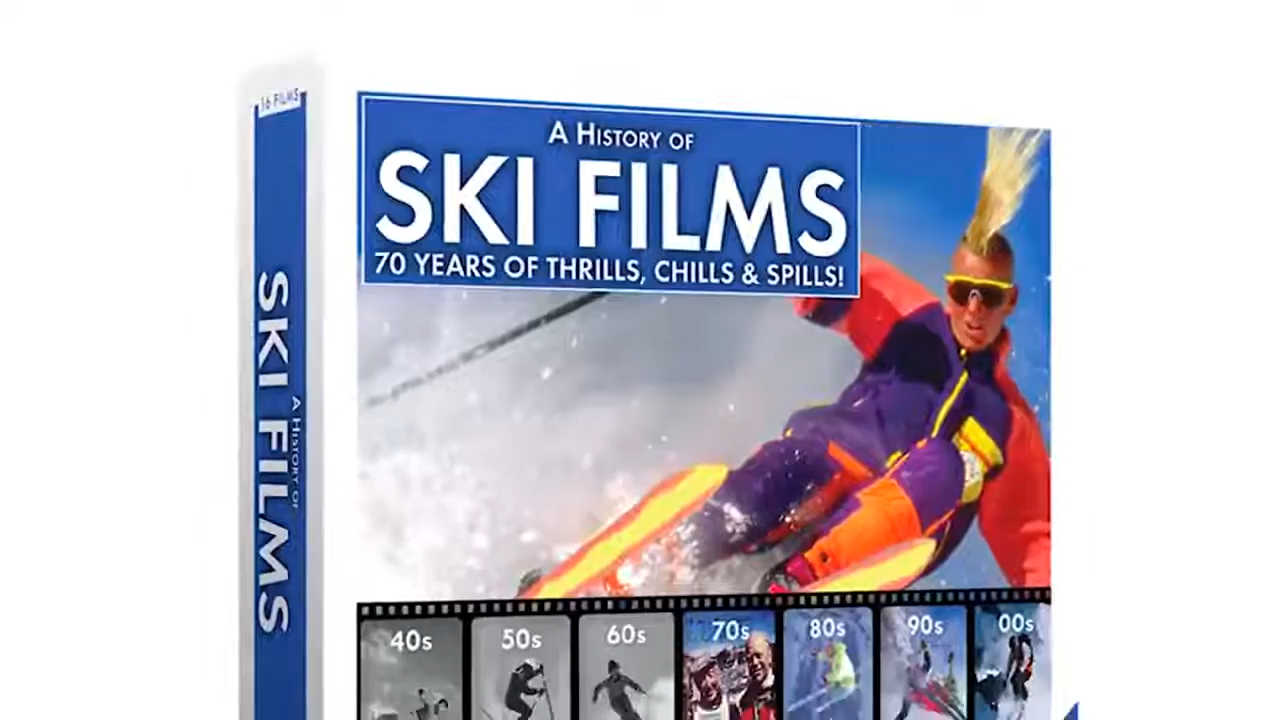 16 FILMS
A HISTORY OF
SKI FILMS
A HISTORY OF
SKI FILMS
70 YEARS OF THRILLS, CHILLS & SPILLS!
40s
50s
60s
70s
80s
90s
00s